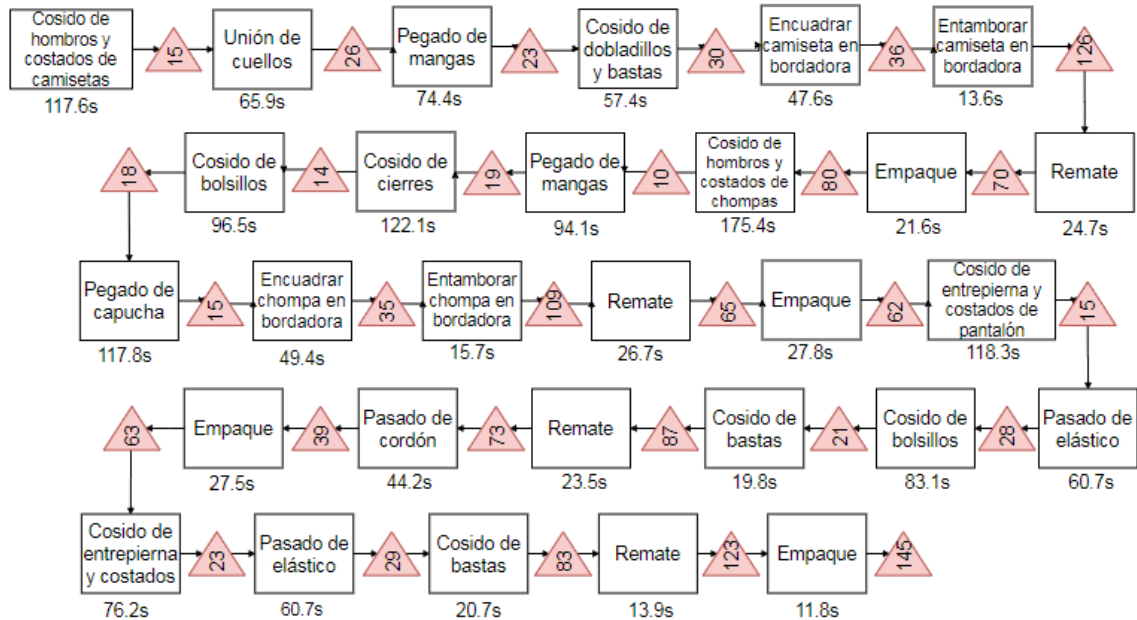 Cosido de
hombros y
costados de
camisetas
117.6s
15
Unión de
cuellos
65.9s
26
Pegado de
mangas
74.4s
23
Cosido de
dobladillos
y bastas
57.4s
30
Encuadrar
camiseta en
bordadora
47.6s
36
Entamborar
camiseta en
bordadora
13.6s
126
Remate
24.7s
70
Empaque
21.6s
80
Cosido de
hombros y
costados de
chompas
175.4s
10
Pegado de
mangas
94.1s
19
Cosido de
cierres
122.1s
14
Cosido de
bolsillos
96.5s
18
Pegado de
capucha
117.8s
15
Encuadrar
chompa en
bordadora
49.4s
35
Entamborar
chompa en
bordadora
15.7s
109
Remate
26.7s
65
Empaque
27.8s
62
Cosido de
entrepierna y
costados de
pantalón
118.3s
15
Pasado de
elástico
60.7s
28
Cosido de
bolsillos
83.1s
21
Cosido de
bastas
19.8s
87
Remate
23.5s
73
Pasado de
cordón
44.2s
39
Empaque
27.5s
63
Cosido de
entrepierna
y costados
76.2s
23
Pasado de
elástico
60.7s
29
Cosido de
bastas
20.7s
83
Remate
13.9s
123
Empaque
11.8s
145